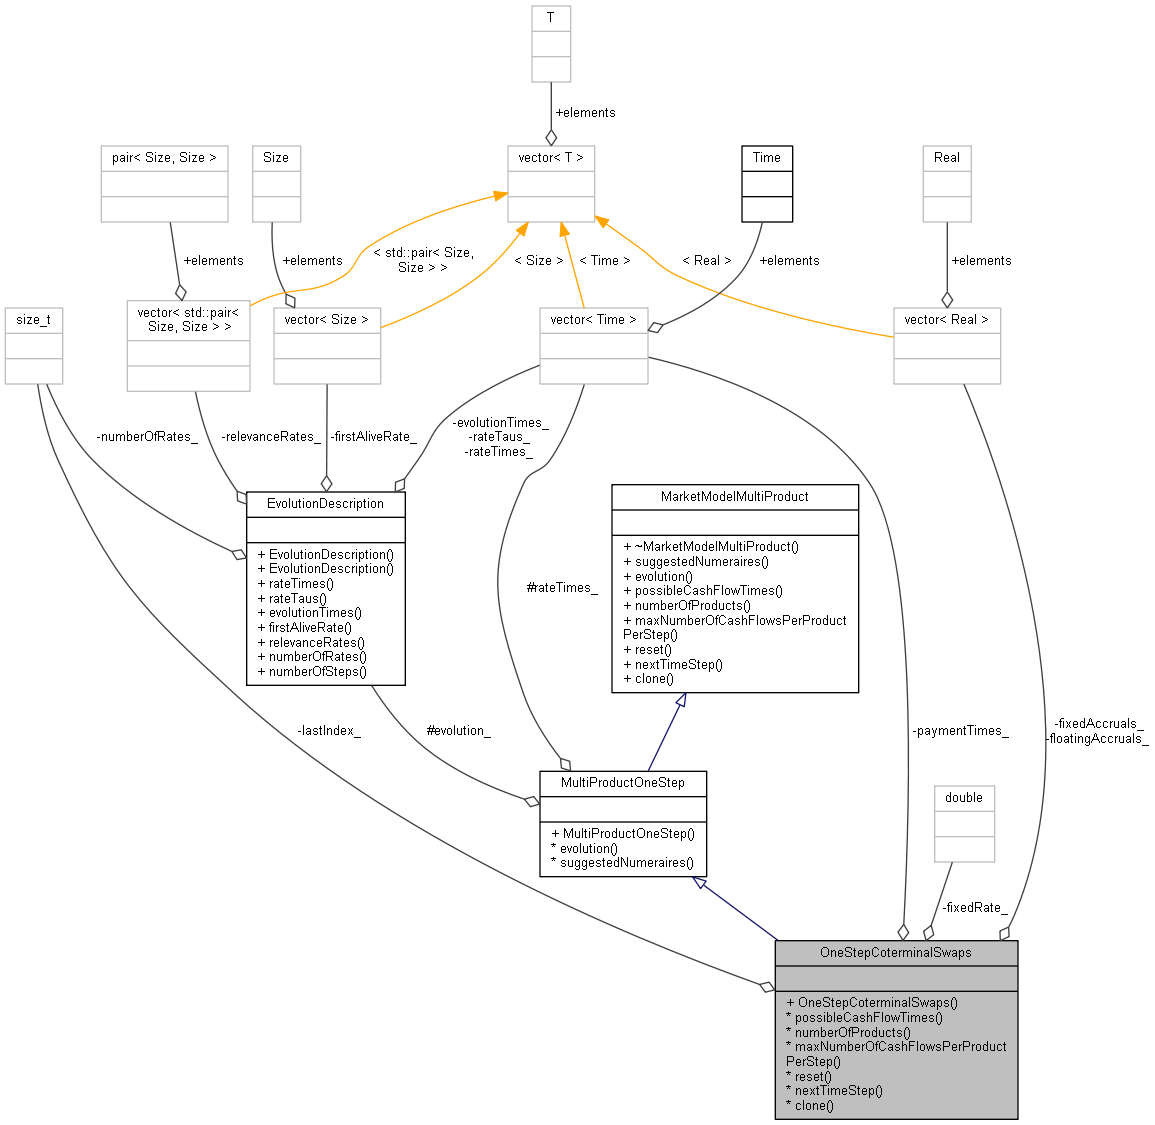 T
+elements
pair< Size, Size >
Size
vector< T >
Time
Real
+elements
+elements
< std::pair< Size,
Size > >
< Size >
< Time >
< Real >
+elements
+elements
size_t
vector< std::pair<
Size, Size > >
vector< Size >
vector< Time >
vector< Real >
-numberOfRates_
-relevanceRates_
-firstAliveRate_
-evolutionTimes_
-rateTaus_
-rateTimes_
EvolutionDescription
+ EvolutionDescription()
+ EvolutionDescription()
+ rateTimes()
+ rateTaus()
+ evolutionTimes()
+ firstAliveRate()
+ relevanceRates()
+ numberOfRates()
+ numberOfSteps()
#rateTimes_
MarketModelMultiProduct
+ ~MarketModelMultiProduct()
+ suggestedNumeraires()
+ evolution()
+ possibleCashFlowTimes()
+ numberOfProducts()
+ maxNumberOfCashFlowsPerProduct
PerStep()
+ reset()
+ nextTimeStep()
+ clone()
-lastIndex_
#evolution_
-paymentTimes_
-fixedAccruals_
-floatingAccruals_
MultiProductOneStep
+ MultiProductOneStep()
* evolution()
* suggestedNumeraires()
double
-fixedRate_
OneStepCoterminalSwaps
+ OneStepCoterminalSwaps()
* possibleCashFlowTimes()
* numberOfProducts()
* maxNumberOfCashFlowsPerProduct
PerStep()
* reset()
* nextTimeStep()
* clone()